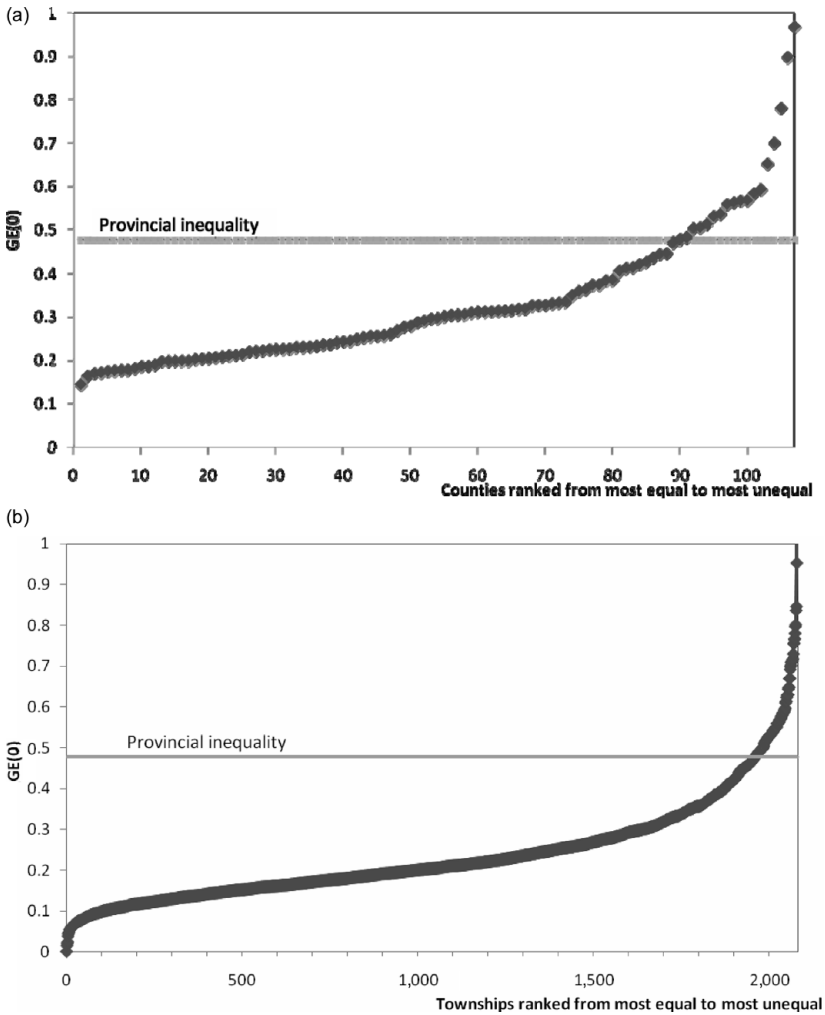 (a)
1
0.9
0.8
0.7
0.6
0.5
0.4
0.3
0.2
0.1
0
GE(0)
Provincial inequality
0 10 20 30 40 50 60 70 80 90 100
Counties ranked from most equal to most unequal
(b)
1
0.9
0.8
0.7
0.6
0.5
0.4
0.3
0.2
0.1
0
GE(0)
Provincial inequality
0 500 1,000 1,500 2,000
Townships ranked from most equal to most unequal